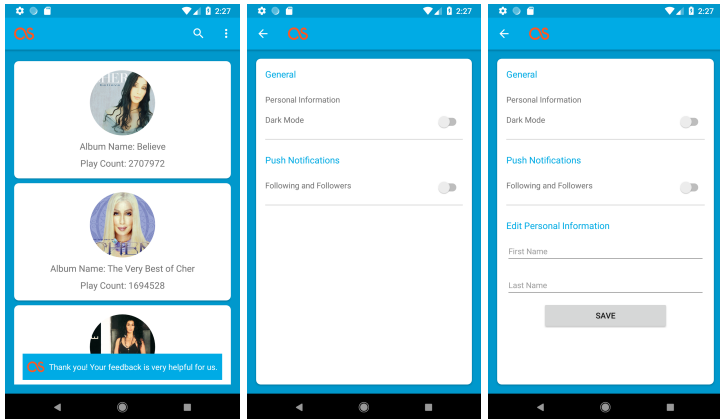 2:27
Album Name: Believe
Play Count: 2707972
Album Name: The Very Best of Cher
Play Count: 1694528
Thank you! Your feedback is very helpful for us.
2:27
General
Personal Information
Dark Mode
Push Notifications
Following and Followers
2:27
General
Personal Information
Dark Mode
Push Notifications
Following and Followers
Edit Personal Information
First Name
Last Name
SAVE